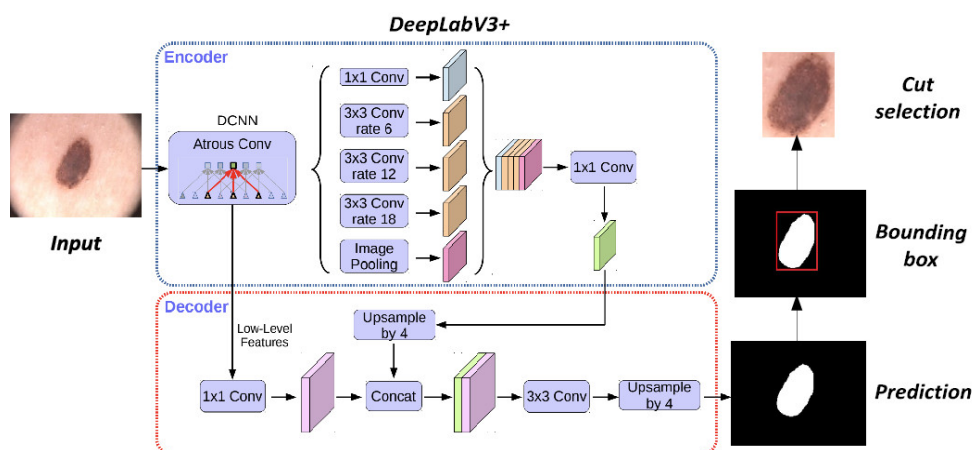 DeepLabV3+
Encoder
DCNN
Atrous Conv
Input
1x1 Conv
3x3 Conv
rate 6
3x3 Conv
rate 12
3x3 Conv
rate 18
Image
Pooling
1x1 Conv
Decoder
Low-Level
Features
Upsample
by 4
1x1 Conv
Concat
3x3 Conv
Upsample
by 4
Cut
selection
Bounding
box
Prediction